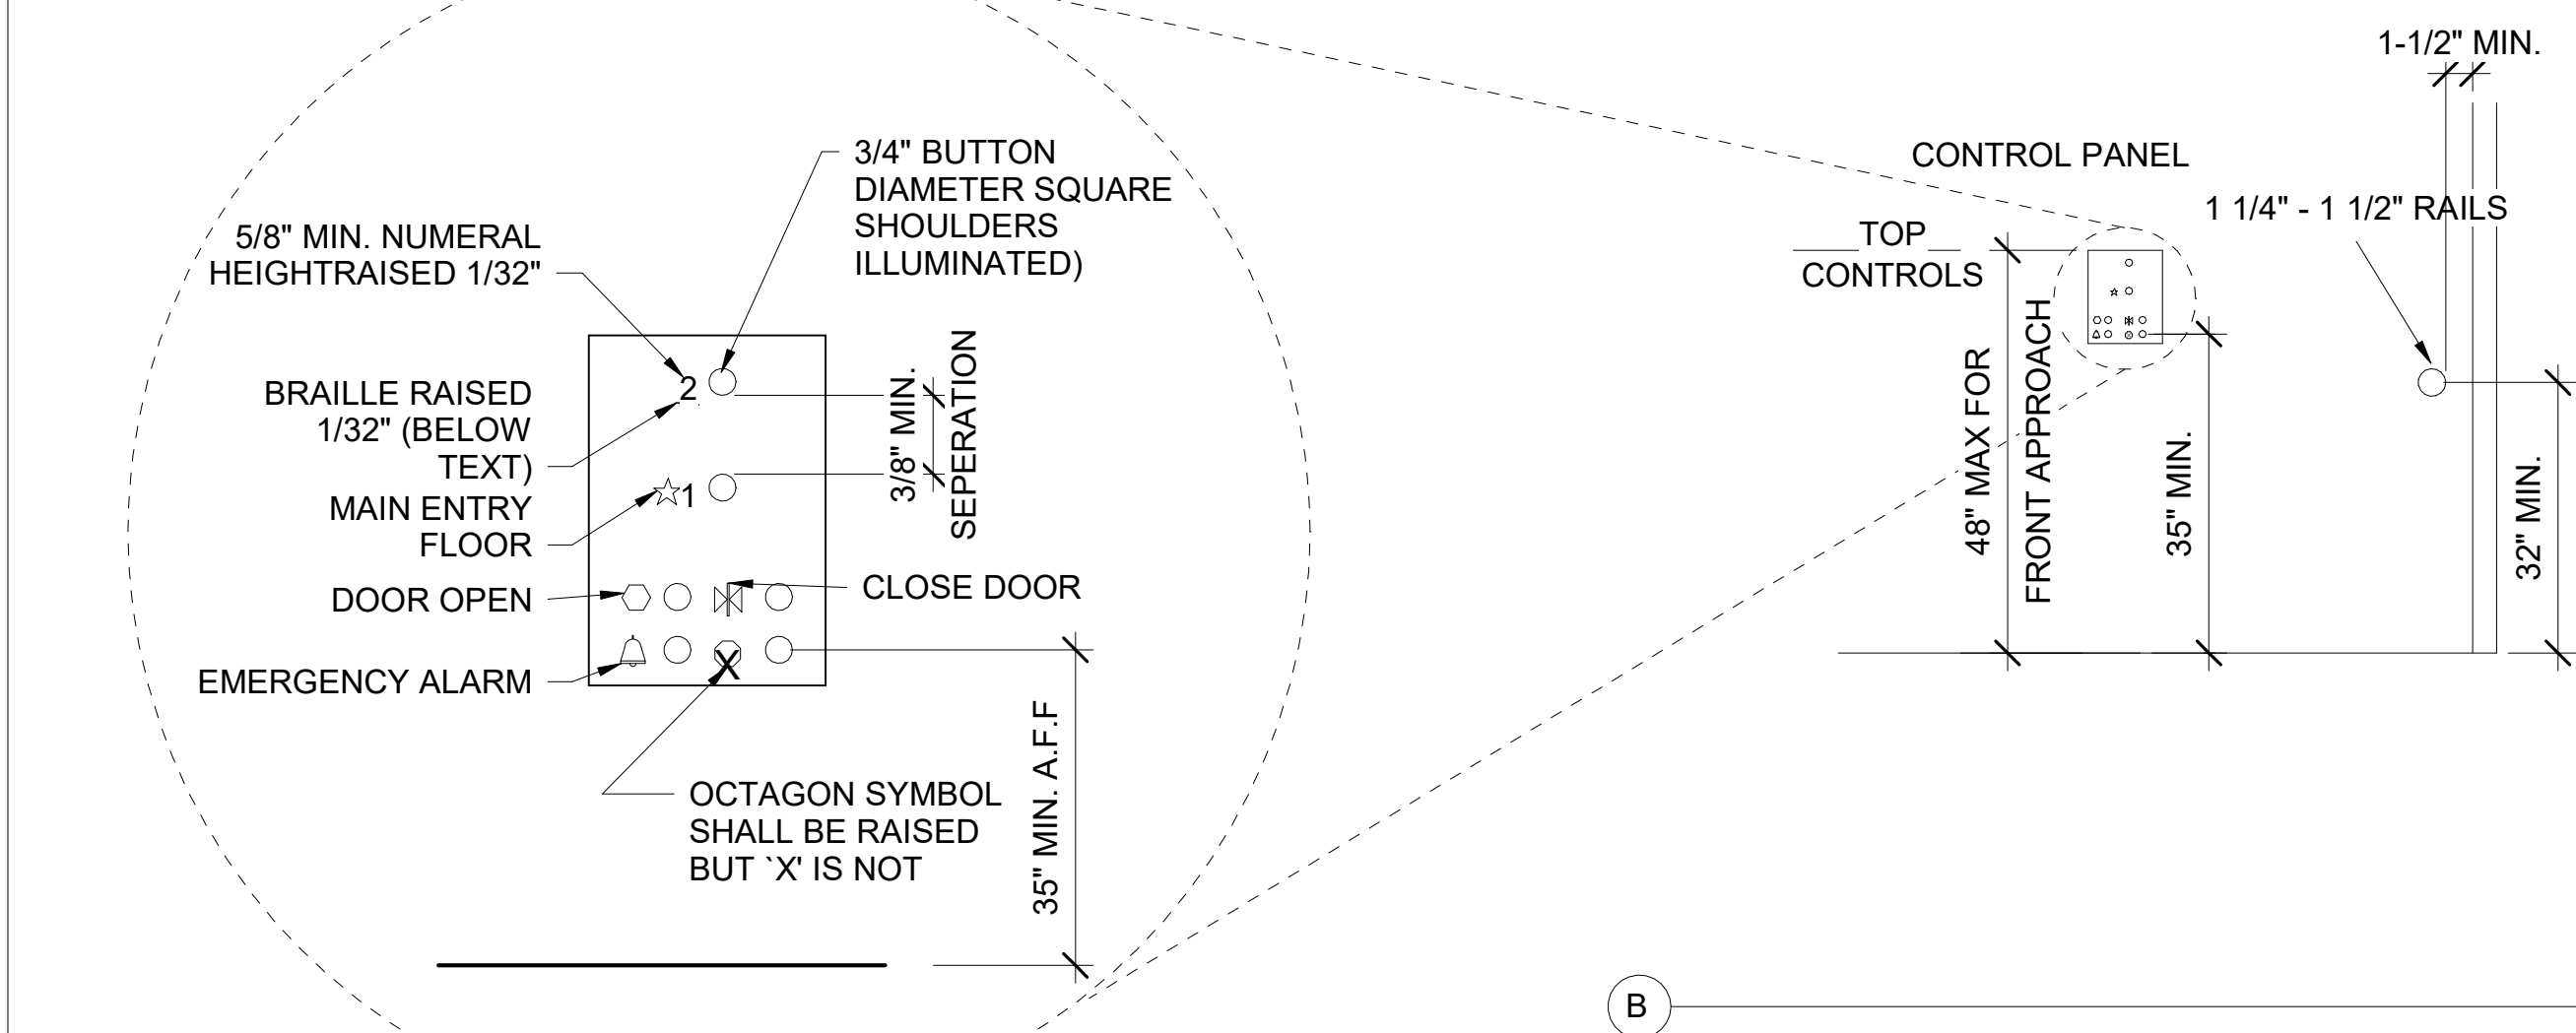 3/4" BUTTON
DIAMETER SQUARE
SHOULDERS
ILLUMINATED)
5/8" MIN. NUMERAL
HEIGHTRAISED 1/32"
BRAILLE RAISED
1/32" (BELOW
TEXT)
MAIN ENTRY
FLOOR
DOOR OPEN
EMERGENCY ALARM
2
1
X
3/8" MIN.
SEPERATION
CLOSE DOOR
OCTAGON SYMBOL
SHALL BE RAISED
BUT `X' IS NOT
35" MIN. A.F.F
1-1/2" MIN.
CONTROL PANEL
1 1/4" - 1 1/2" RAILS
TOP
CONTROLS
48" MAX FOR
FRONT APPROACH
35" MIN.
32" MIN.
B